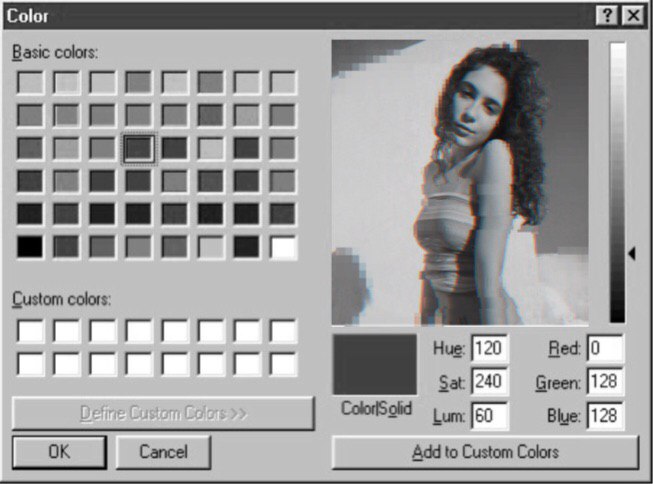 Color
Basic colors:
Custom colors:
Define Custom Colors >>
OK Cancel
Hue: 120 Red: 0
Sat: 240 Green: 128
Lum: 60 Blue: 128
Color|Solid
Add to Custom Colors